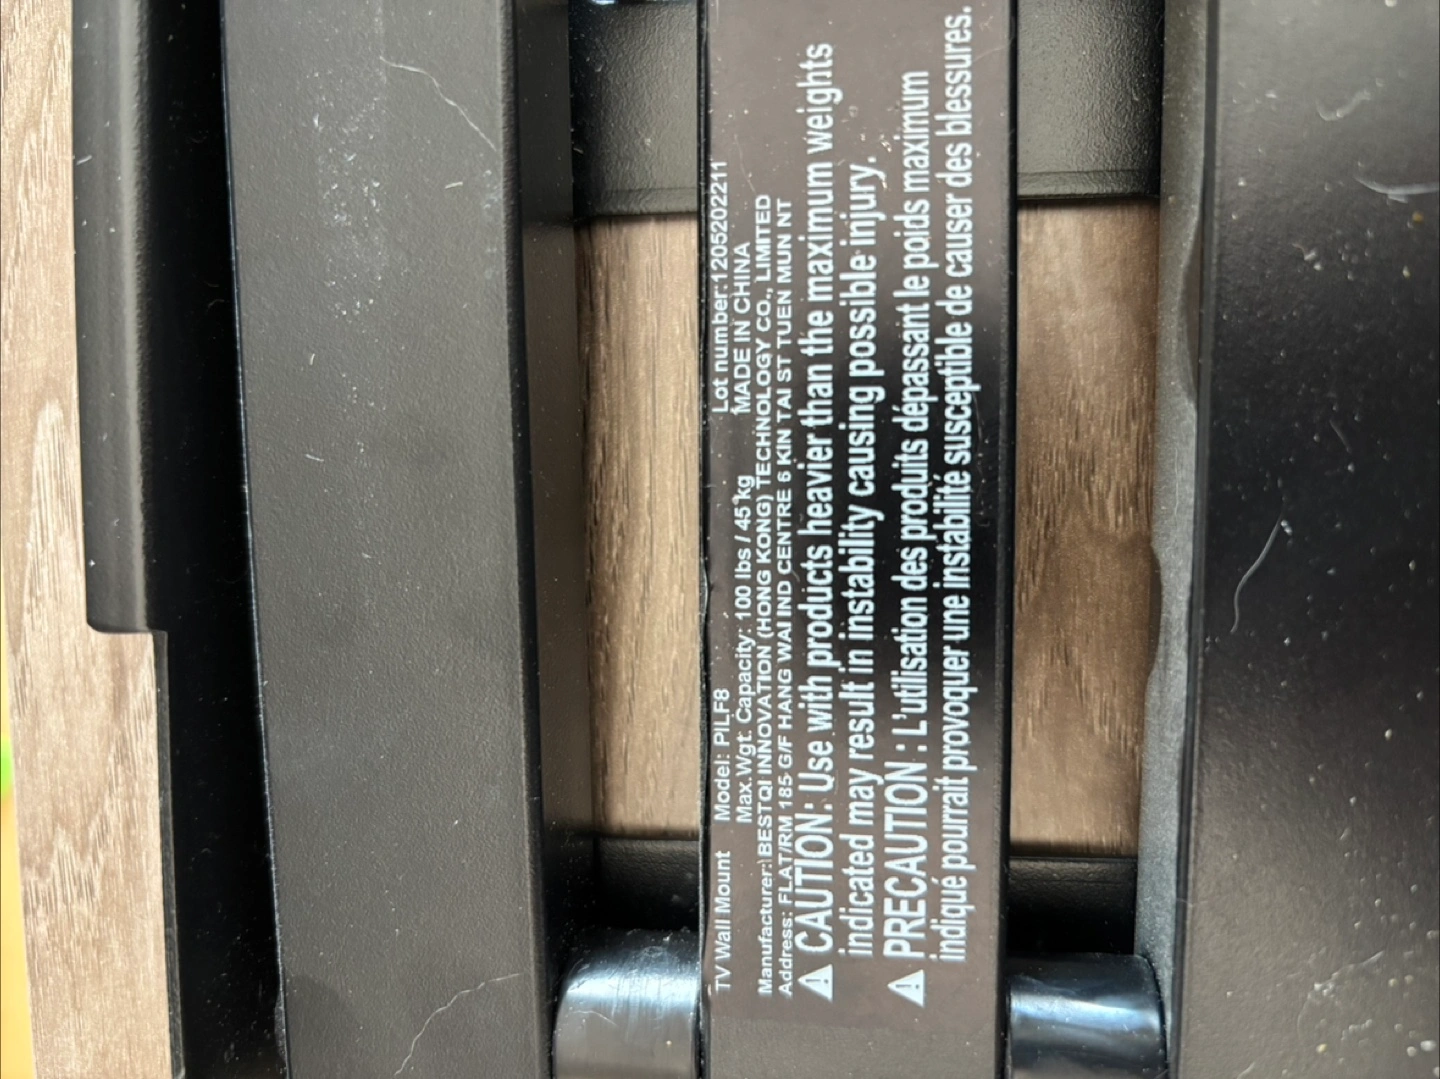 TV Wall Mount Model: PILF8 Lot number:1205202211
Max.Wgt. Capacity: 100 lbs / 45 kg MADE IN CHINA
Manufacturer:BESTQI INNOVATION (HONG KONG) TECHNOLOGY CO., LIMITED
Address: FLAT/RM 185 G/F HANG WAI IND CENTRE 6 KIN TAI ST TUEN MUN NT
⚠ CAUTION: Use with products heavier than the maximum weights
indicated may result in instability causing possible injury.
⚠ PRECAUTION : L'utilisation des produits dépassant le poids maximum
indiqué pourrait provoquer une instabilité susceptible de causer des blessures.